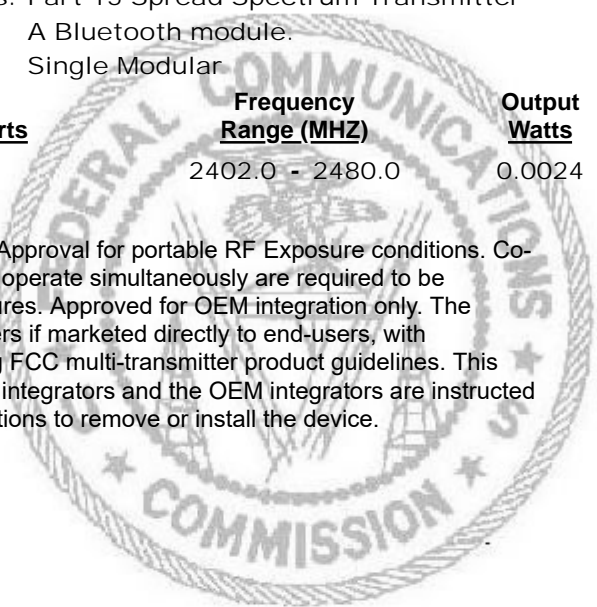 s: Part 15 Spread Spectrum Transmitter
A Bluetooth module.
Single Modular
Frequency Output
rts Range (MHZ) Watts
2402.0 - 2480.0 0.0024
Approval for portable RF Exposure conditions. Co-
operate simultaneously are required to be
ures. Approved for OEM integration only. The
ers if marketed directly to end-users, with
g FCC multi-transmitter product guidelines. This
integrators and the OEM integrators are instructed
tions to remove or install the device.
FEDERAL COMMUNICATIONS
COMMISSION
U S
-